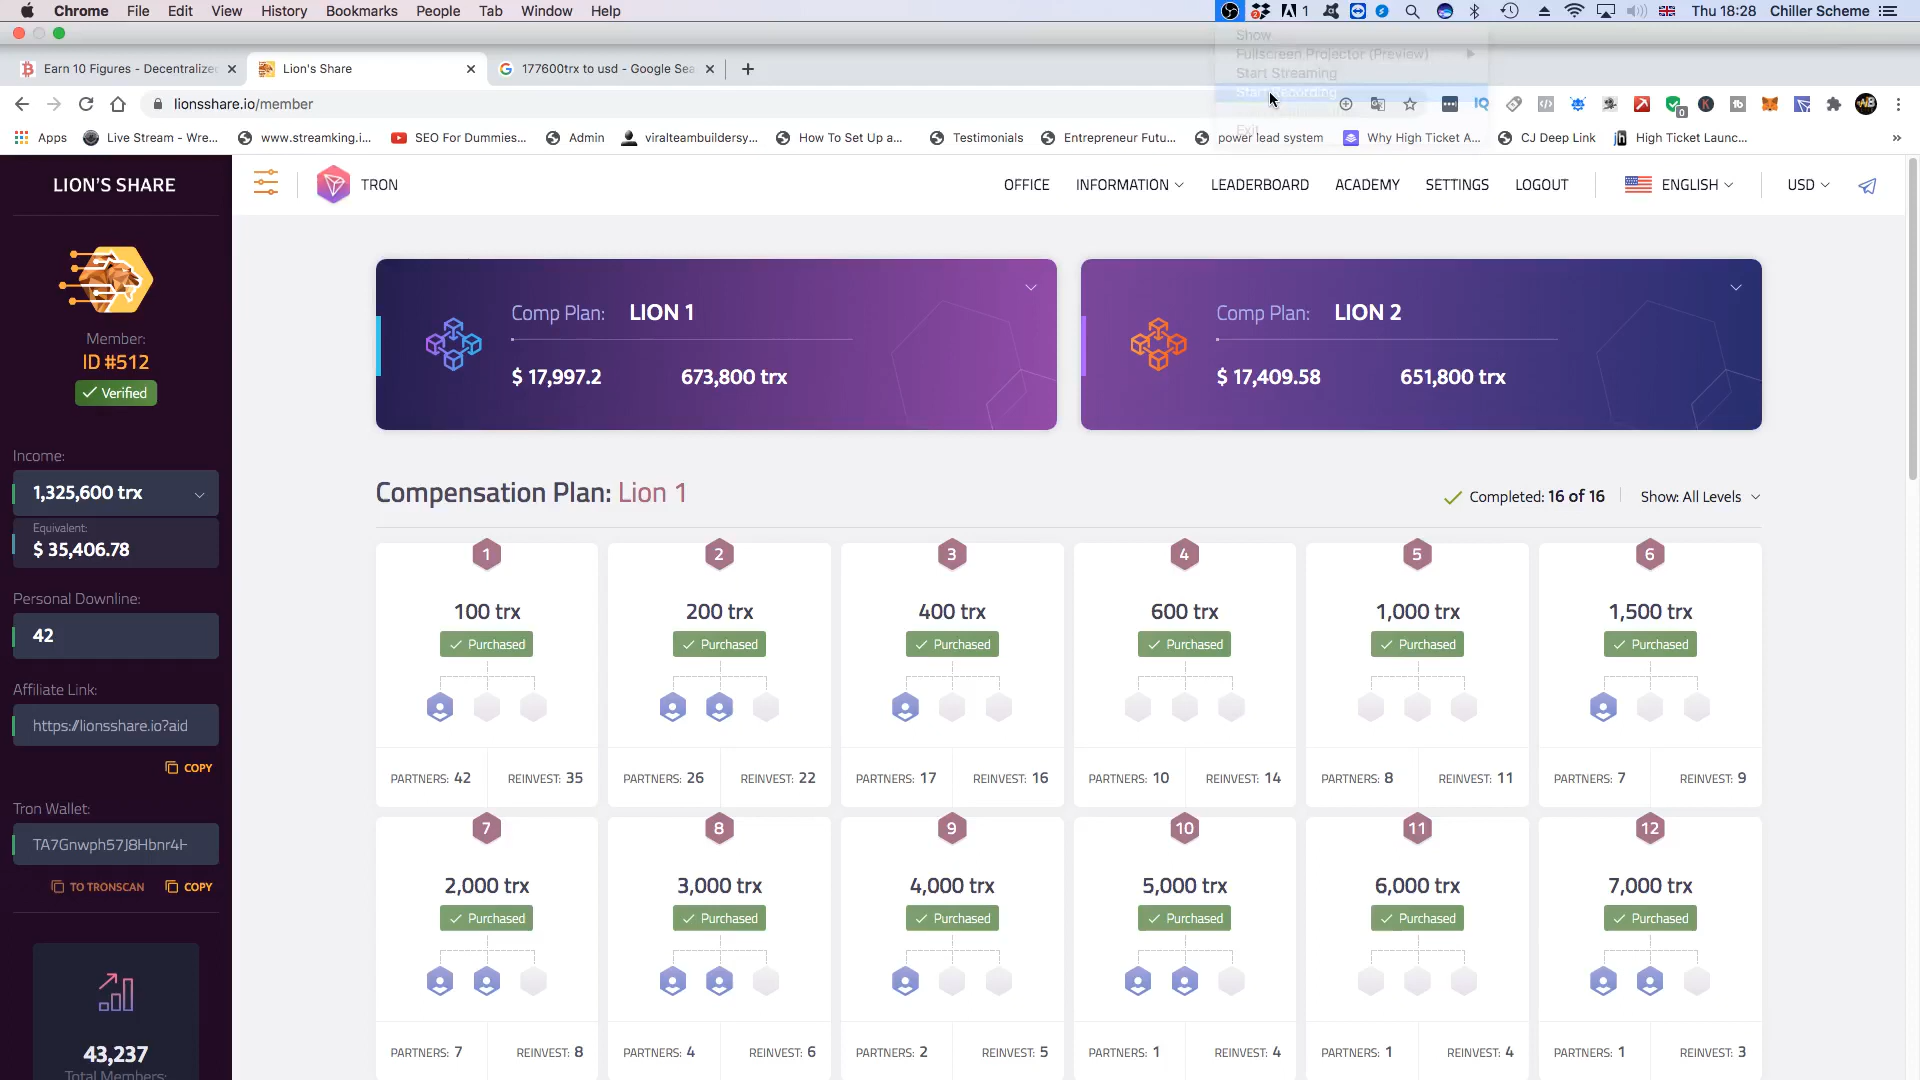 Chrome File Edit View History Bookmarks People Tab Window Help
2 1 Thu 18:28 Chiller Scheme
Show
Fullscreen Projector (Preview)
Start Streaming
Start Recording
Exit
Earn 10 Figures - Decentralize
Lion's Share
177600trx to usd - Google Sea
lionsshare.io/member
Apps Live Stream - Wre... www.streamking.i... SEO For Dummies... Admin viralteambuildersy... How To Set Up a... Testimonials Entrepreneur Futu... power lead system Why High Ticket A... CJ Deep Link High Ticket Launc... »
LION'S SHARE
TRON
OFFICE INFORMATION LEADERBOARD ACADEMY SETTINGS LOGOUT ENGLISH USD
Member:
ID #512
Verified
Income:
1,325,600 trx
Equivalent:
$ 35,406.78
Personal Downline:
42
Affiliate Link:
https://lionsshare.io?aid
COPY
Tron Wallet:
TA7Gnwph57J8Hbnr4H
TO TRONSCAN COPY
43,237
Total Members:
Comp Plan: LION 1
$ 17,997.2 673,800 trx
Comp Plan: LION 2
$ 17,409.58 651,800 trx
Compensation Plan: Lion 1
Completed: 16 of 16 Show: All Levels
1 2 3 4 5 6
100 trx 200 trx 400 trx 600 trx 1,000 trx 1,500 trx
Purchased Purchased Purchased Purchased Purchased Purchased
PARTNERS: 42 REINVEST: 35 PARTNERS: 26 REINVEST: 22 PARTNERS: 17 REINVEST: 16 PARTNERS: 10 REINVEST: 14 PARTNERS: 8 REINVEST: 11 PARTNERS: 7 REINVEST: 9
7 8 9 10 11 12
2,000 trx 3,000 trx 4,000 trx 5,000 trx 6,000 trx 7,000 trx
Purchased Purchased Purchased Purchased Purchased Purchased
PARTNERS: 7 REINVEST: 8 PARTNERS: 4 REINVEST: 6 PARTNERS: 2 REINVEST: 5 PARTNERS: 1 REINVEST: 4 PARTNERS: 1 REINVEST: 4 PARTNERS: 1 REINVEST: 3